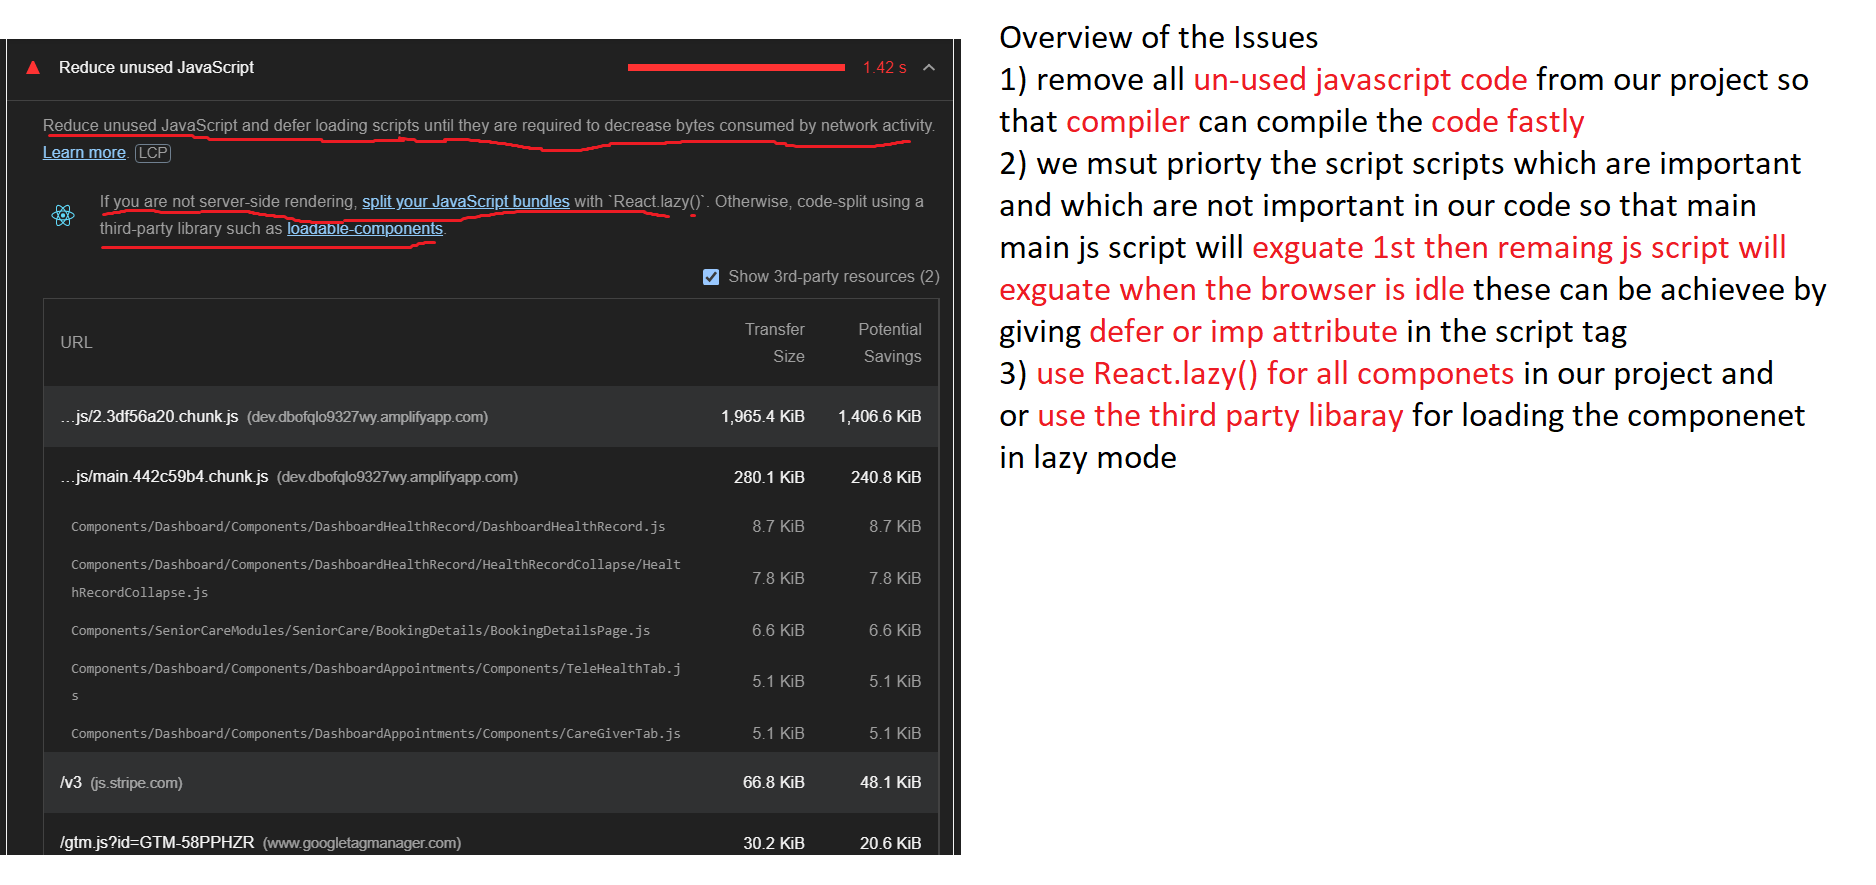 Reduce unused JavaScript 1.42 s
Reduce unused JavaScript and defer loading scripts until they are required to decrease bytes consumed by network activity.
Learn more. LCP
If you are not server-side rendering, split your JavaScript bundles with `React.lazy()`. Otherwise, code-split using a
third-party library such as loadable-components.
Show 3rd-party resources (2)
URL Transfer Size Potential Savings
…js/2.3df56a20.chunk.js (dev.dbofqlo9327wy.amplifyapp.com) 1,965.4 KiB 1,406.6 KiB
…js/main.442c59b4.chunk.js (dev.dbofqlo9327wy.amplifyapp.com) 280.1 KiB 240.8 KiB
Components/Dashboard/Components/DashboardHealthRecord/DashboardHealthRecord.js 8.7 KiB 8.7 KiB
Components/Dashboard/Components/DashboardHealthRecord/HealthRecordCollapse/Healt
hRecordCollapse.js 7.8 KiB 7.8 KiB
Components/SeniorCareModules/SeniorCare/BookingDetails/BookingDetailsPage.js 6.6 KiB 6.6 KiB
Components/Dashboard/Components/DashboardAppointments/Components/TeleHealthTab.j
s 5.1 KiB 5.1 KiB
Components/Dashboard/Components/DashboardAppointments/Components/CareGiverTab.js 5.1 KiB 5.1 KiB
/v3 (js.stripe.com) 66.8 KiB 48.1 KiB
/gtm.js?id=GTM-58PPHZR (www.googletagmanager.com) 30.2 KiB 20.6 KiB
Overview of the Issues
1) remove all un-used javascript code from our project so
that compiler can compile the code fastly
2) we msut priorty the script scripts which are important
and which are not important in our code so that main
main js script will exguate 1st then remaing js script will
exguate when the browser is idle these can be achievee by
giving defer or imp attribute in the script tag
3) use React.lazy() for all componets in our project and
or use the third party libaray for loading the componenet
in lazy mode